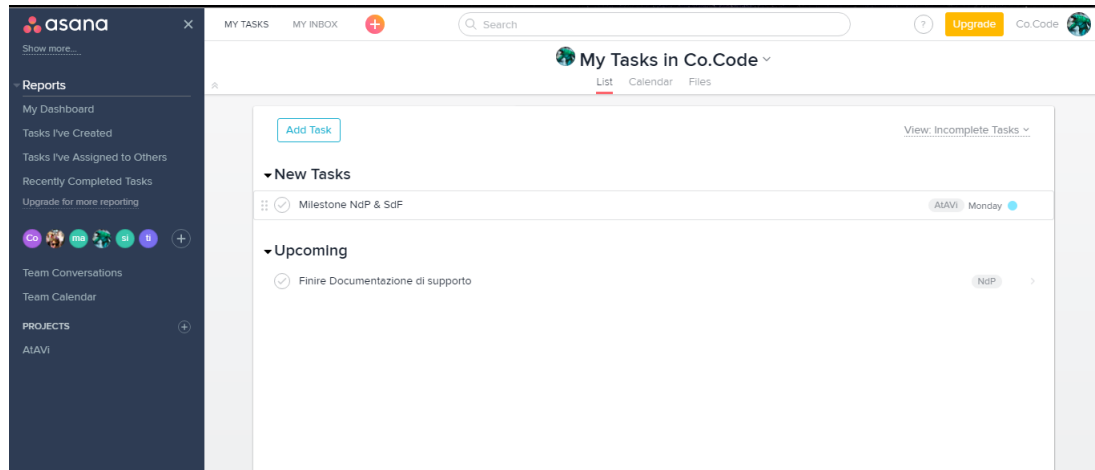 asana
Show more...
Reports
My Dashboard
Tasks I've Created
Tasks I've Assigned to Others
Recently Completed Tasks
Upgrade for more reporting
Co ma si ti
Team Conversations
Team Calendar
PROJECTS
AtAVi
MY TASKS MY INBOX Search ? Upgrade Co.Code
My Tasks in Co.Code
List Calendar Files
Add Task View: Incomplete Tasks
New Tasks
Milestone NdP & SdF AtAVi Monday
Upcoming
Finire Documentazione di supporto NdP